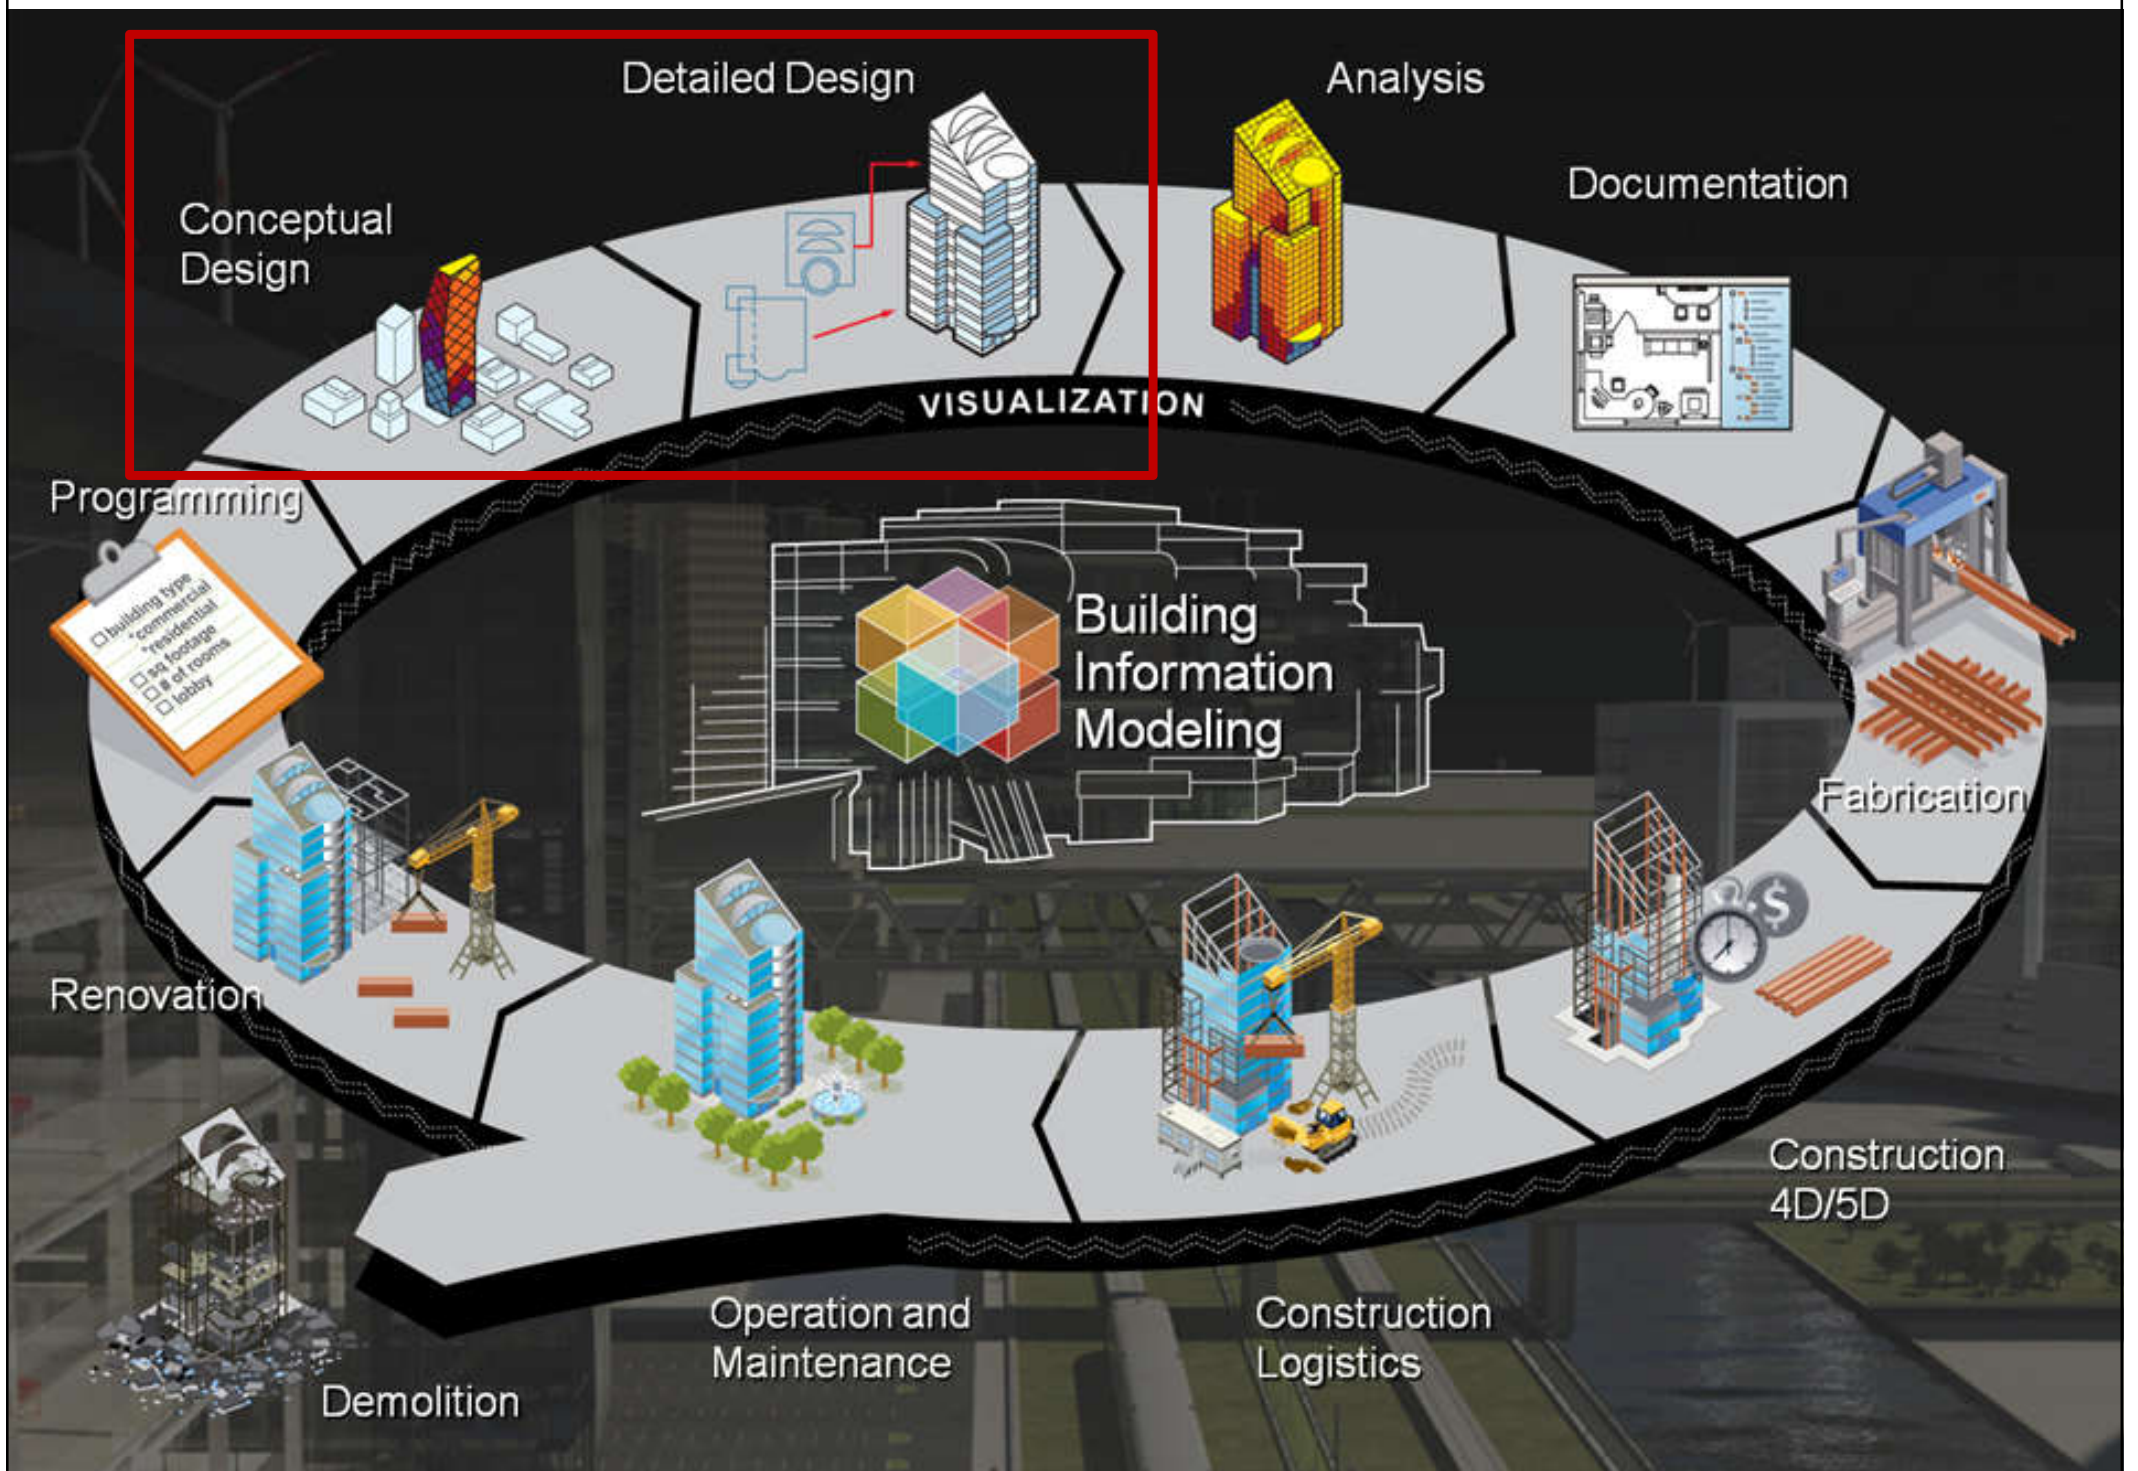 Detailed Design
Analysis
Documentation
Conceptual
Design
VISUALIZATION
Programming
building type
*commercial
*residential
sq footage
# of rooms
lobby
Building
Information
Modeling
Fabrication
$
Renovation
Construction
4D/5D
Operation and
Maintenance
Construction
Logistics
Demolition